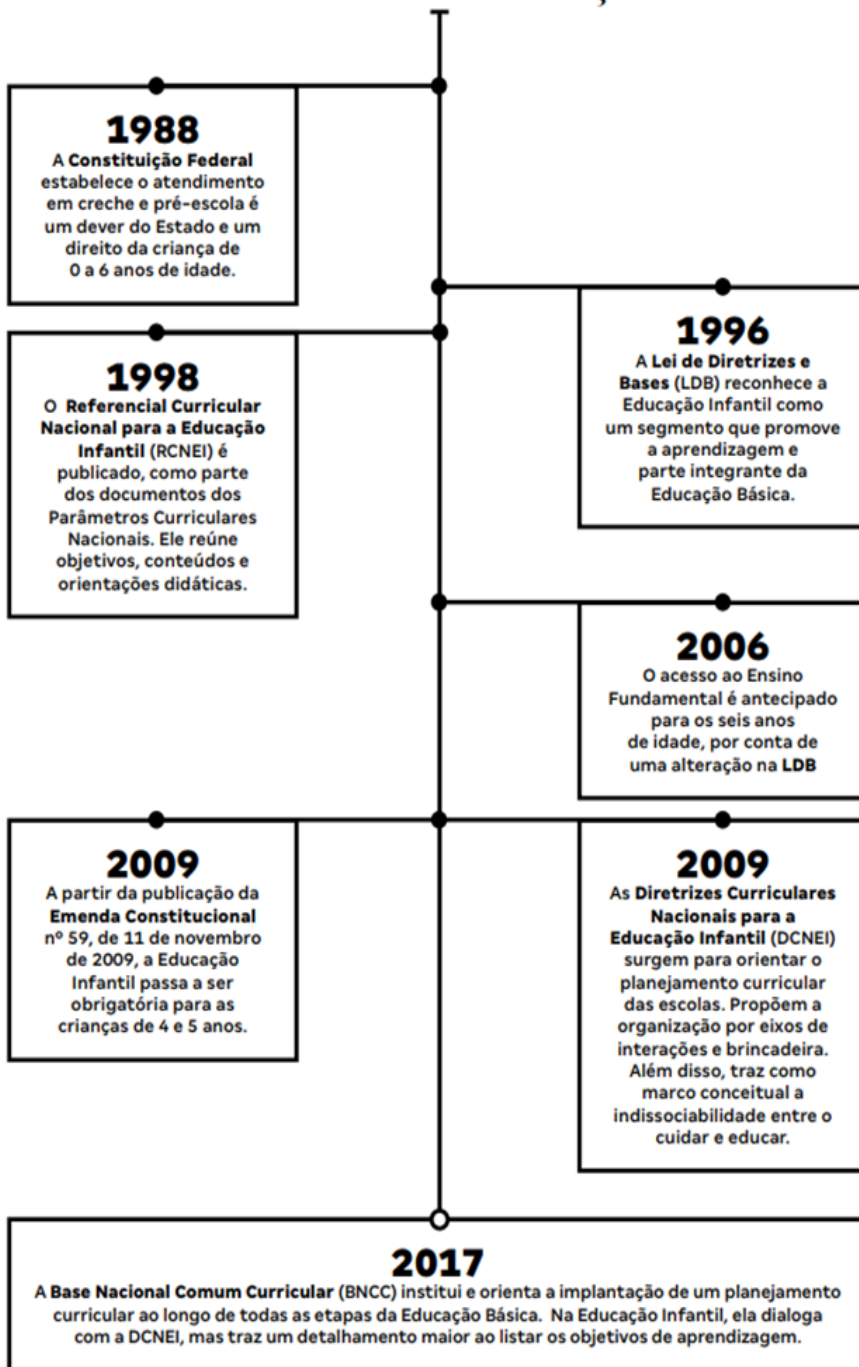 1988
A Constituição Federal
estabelece o atendimento
em creche e pré-escola é
um dever do Estado e um
direito da criança de
0 a 6 anos de idade.
1996
A Lei de Diretrizes e
Bases (LDB) reconhece a
Educação Infantil como
um segmento que promove
a aprendizagem e
parte integrante da
Educação Básica.
1998
O Referencial Curricular
Nacional para a Educação
Infantil (RCNEI) é
publicado, como parte
dos documentos dos
Parâmetros Curriculares
Nacionais. Ele reúne
objetivos, conteúdos e
orientações didáticas.
2006
O acesso ao Ensino
Fundamental é antecipado
para os seis anos
de idade, por conta de
uma alteração na LDB
2009
A partir da publicação da
Emenda Constitucional
nº 59, de 11 de novembro
de 2009, a Educação
Infantil passa a ser
obrigatória para as
crianças de 4 e 5 anos.
2009
As Diretrizes Curriculares
Nacionais para a
Educação Infantil (DCNEI)
surgem para orientar o
planejamento curricular
das escolas. Propõem a
organização por eixos de
interações e brincadeira.
Além disso, traz como
marco conceitual a
indissociabilidade entre o
cuidar e educar.
2017
A Base Nacional Comum Curricular (BNCC) institui e orienta a implantação de um planejamento
curricular ao longo de todas as etapas da Educação Básica. Na Educação Infantil, ela dialoga
com a DCNEI, mas traz um detalhamento maior ao listar os objetivos de aprendizagem.